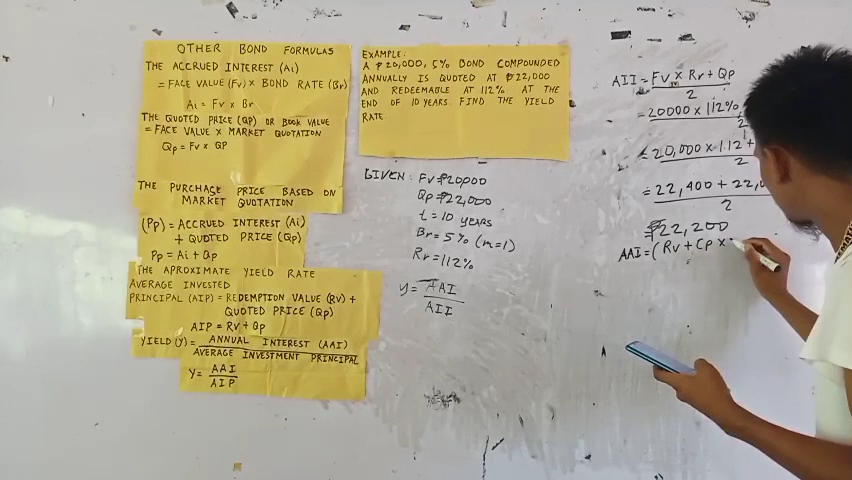 OTHER BOND FORMULAS
THE ACCRUED INTEREST (Ai)
= FACE VALUE (FV) X BOND RATE (Br)
Ai = FV X Br
THE QUOTED PRICE (QP) OR BOOK VALUE
= FACE VALUE X MARKET QUOTATION
QP = FV X QP
THE PURCHASE PRICE BASED ON
MARKET QUOTATION
(Pp) = ACCRUED INTEREST (Ai)
+ QUOTED PRICE (QP)
Pp = Ai + QP
THE APROXIMATE YIELD RATE
AVERAGE INVESTED
PRINCIPAL (AIP) = REDEMPTION VALUE (RV) +
QUOTED PRICE (QP)
AIP = RV + QP
YIELD (Y) = ANNUAL INTEREST (AAI)
AVERAGE INVESTMENT PRINCIPAL
Y = AAI
AIP
EXAMPLE:
A ₱20,000, 5% BOND COMPOUNDED
ANNUALLY IS QUOTED AT ₱22,000
AND REDEEMABLE AT 112% AT THE
END OF 10 YEARS. FIND THE YIELD
RATE
GIVEN: FV=₱20000
QP=₱22,000
t = 10 YEARS
Br = 5% (m=1)
Rr = 112%
Y = AAI
AII
AII = FV X Rr + QP
2
= 20000 X 112%
2
= 20,000 X 1.12 +
2
= 22,400 + 22,0
2
₱22,200
AAI = (RV + CP X